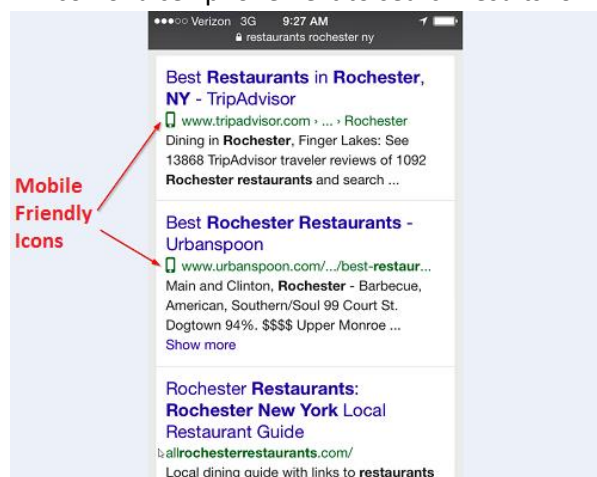 Verizon 3G 9:27 AM
restaurants rochester ny
Best Restaurants in Rochester,
NY - TripAdvisor
www.tripadvisor.com › ... › Rochester
Dining in Rochester, Finger Lakes: See
13868 TripAdvisor traveler reviews of 1092
Rochester restaurants and search ...
Mobile
Friendly
Icons
Best Rochester Restaurants -
Urbanspoon
www.urbanspoon.com/.../best-restaur...
Main and Clinton, Rochester - Barbecue,
American, Southern/Soul 99 Court St.
Dogtown 94%. $$$$ Upper Monroe ...
Show more
Rochester Restaurants:
Rochester New York Local
Restaurant Guide
allrochesterrestaurants.com/
Local dining guide with links to restaurants